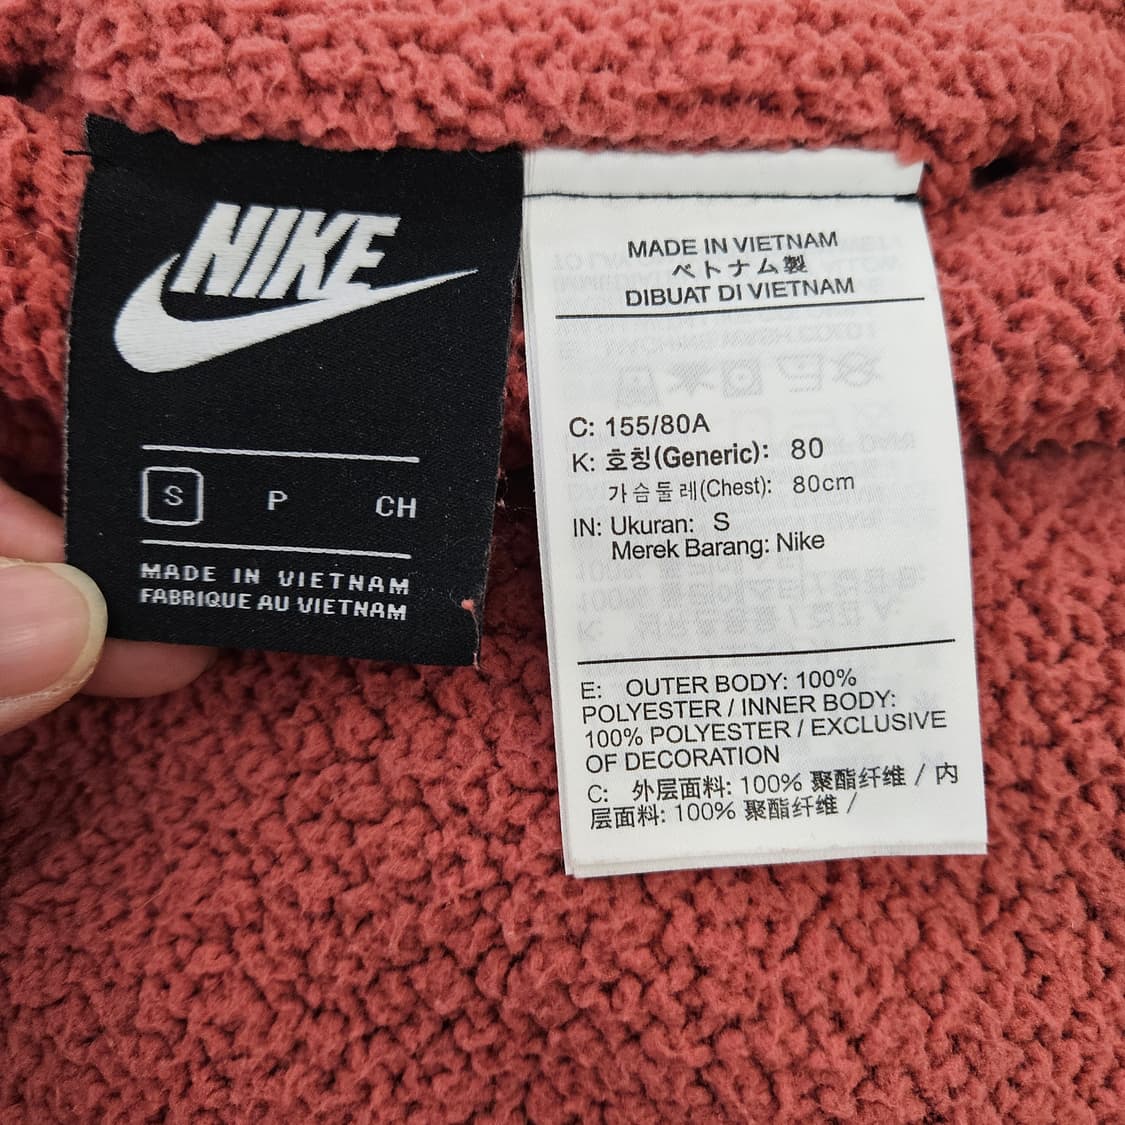 NIKE
S P CH
MADE IN VIETNAM
FABRIQUE AU VIETNAM
MADE IN VIETNAM
ベトナム製
DIBUAT DI VIETNAM
C: 155/80A
K: 호칭(Generic): 80
가슴둘레(Chest): 80cm
IN: Ukuran: S
Merek Barang: Nike
E: OUTER BODY: 100%
POLYESTER / INNER BODY:
100% POLYESTER / EXCLUSIVE
OF DECORATION
C: 外层面料: 100% 聚酯纤维 / 内
层面料: 100% 聚酯纤维 /